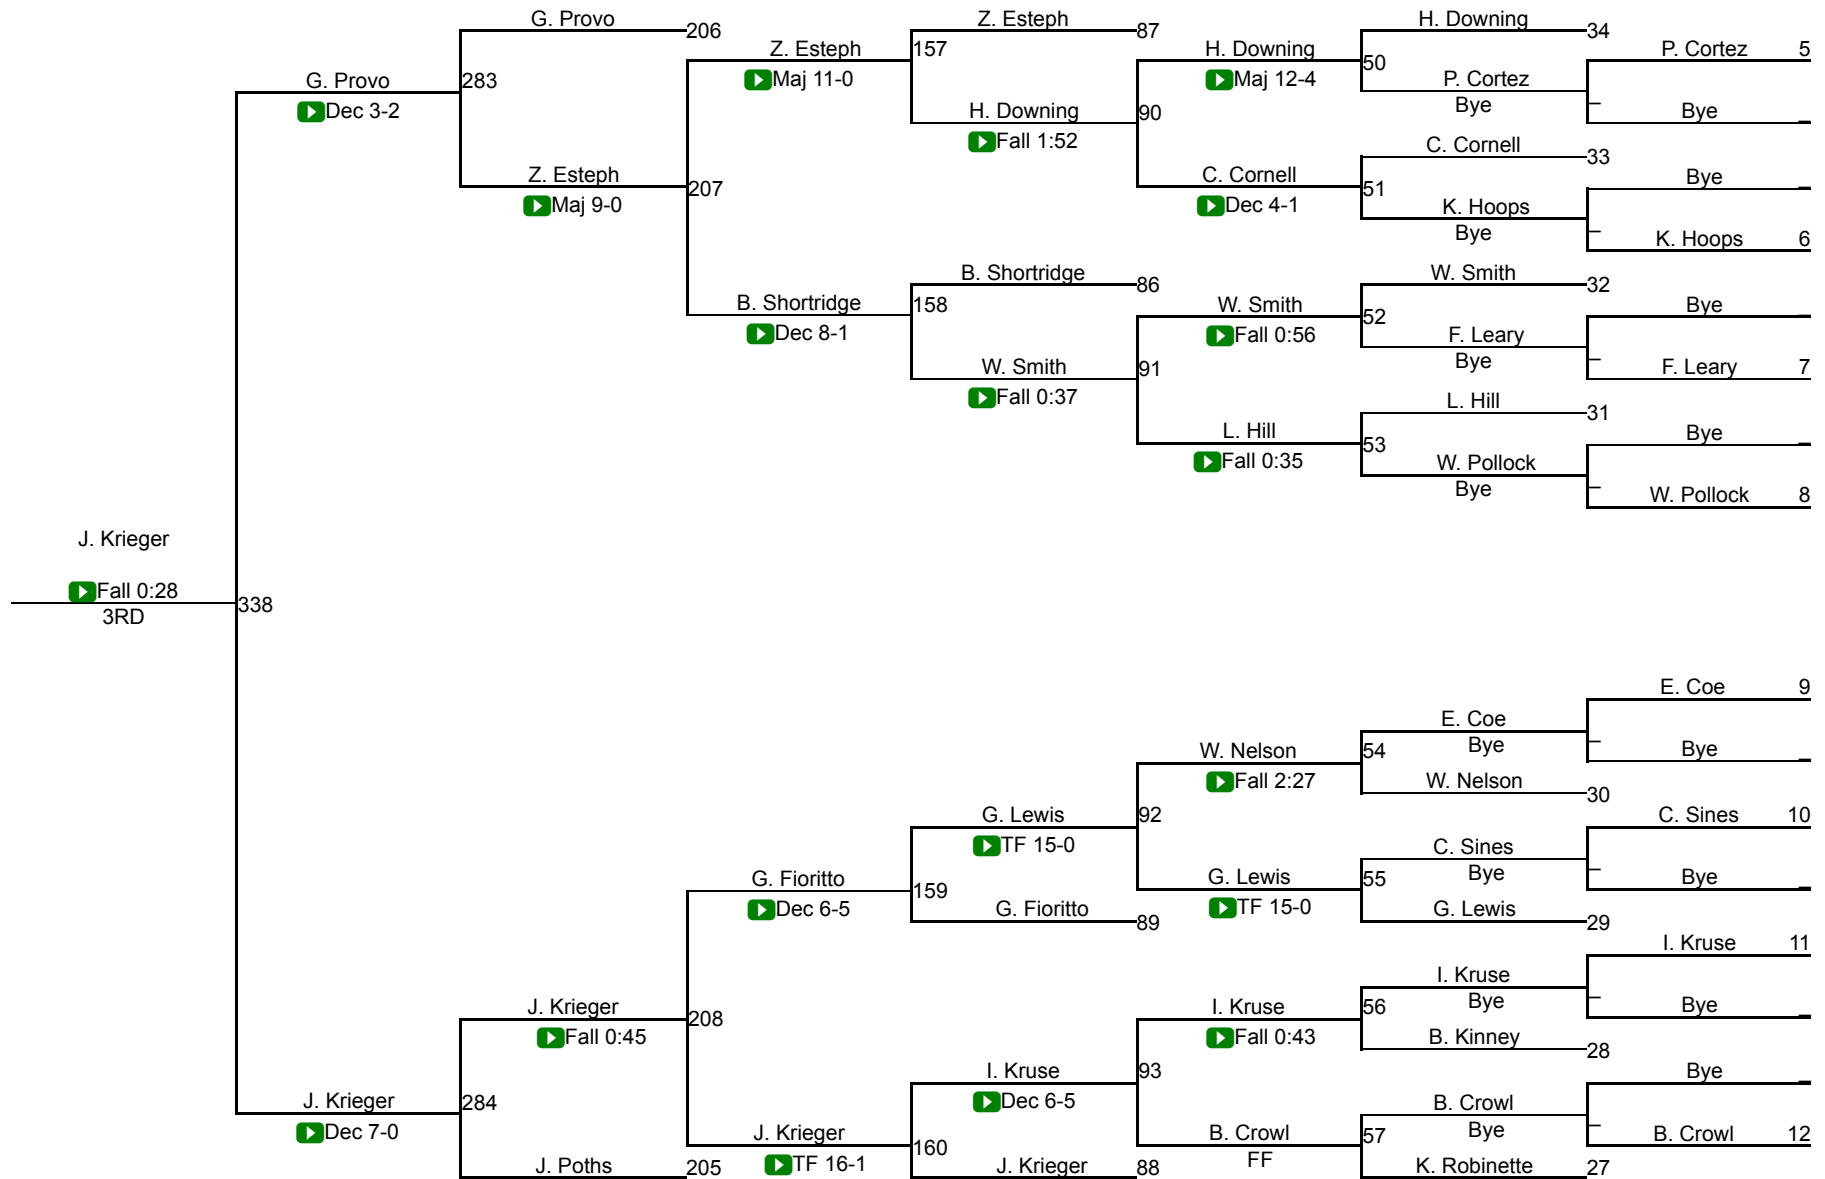 G. Provo
206
Z. Esteph
87
H. Downing
34
Z. Esteph
157
H. Downing
50
P. Cortez 5
Maj 11-0
Maj 12-4
P. Cortez
Bye
Bye _
G. Provo
283
Dec 3-2
H. Downing
90
Fall 1:52
C. Cornell
33
Z. Esteph
207
Maj 9-0
C. Cornell
51
Dec 4-1
Bye _
K. Hoops
Bye
K. Hoops 6
B. Shortridge
86
W. Smith
32
B. Shortridge
158
Dec 8-1
W. Smith
52
Fall 0:56
Bye _
F. Leary
Bye
W. Smith
91
Fall 0:37
F. Leary 7
L. Hill
31
L. Hill
53
Fall 0:35
Bye _
W. Pollock
Bye
W. Pollock 8
J. Krieger
Fall 0:28
338
3RD
E. Coe 9
E. Coe
Bye
Bye _
W. Nelson
54
Fall 2:27
W. Nelson
30
G. Lewis
92
TF 15-0
C. Sines 10
C. Sines
Bye
Bye _
G. Fioritto
159
Dec 6-5
G. Lewis
55
TF 15-0
G. Fioritto
89
G. Lewis
29
I. Kruse 11
I. Kruse
Bye
Bye _
J. Krieger
208
Fall 0:45
I. Kruse
56
Fall 0:43
B. Kinney
28
I. Kruse
93
Dec 6-5
Bye _
J. Krieger
284
Dec 7-0
B. Crowl
Bye
B. Crowl 12
J. Krieger
160
TF 16-1
B. Crowl
57
FF
J. Poths
205
J. Krieger
88
K. Robinette
27